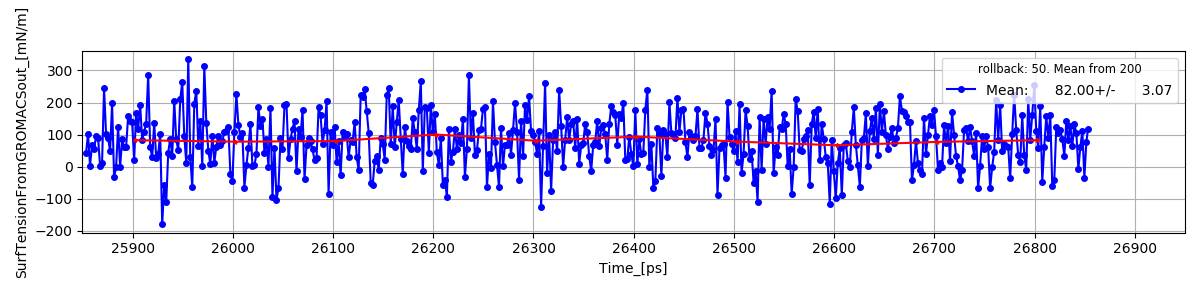 SurfTensionFromGROMACSout_[mN/m]
300
200
100
0
−100
−200
rollback: 50. Mean from 200
Mean: 82.00+/- 3.07
25900 26000 26100 26200 26300 26400 26500 26600 26700 26800 26900
Time_[ps]